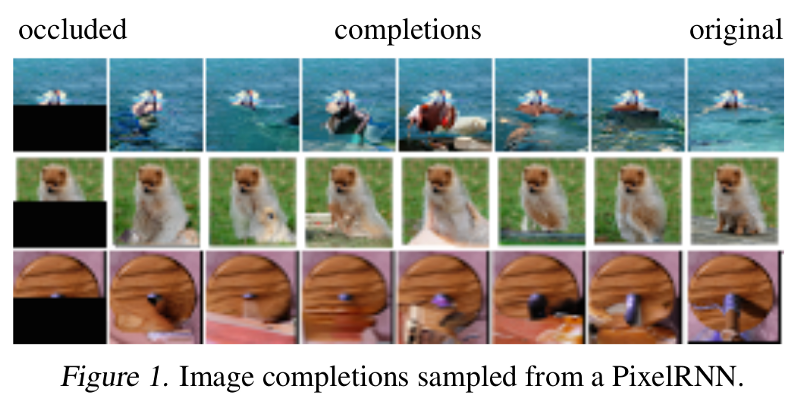 occluded completions original
Figure 1. Image completions sampled from a PixelRNN.